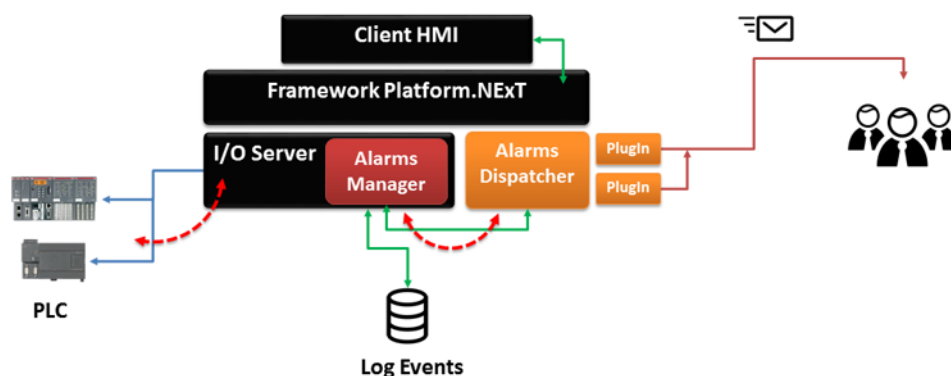 Client HMI
Framework Platform.NExT
I/O Server
Alarms
Manager
Alarms
Dispatcher
PlugIn
PlugIn
PLC
Log Events